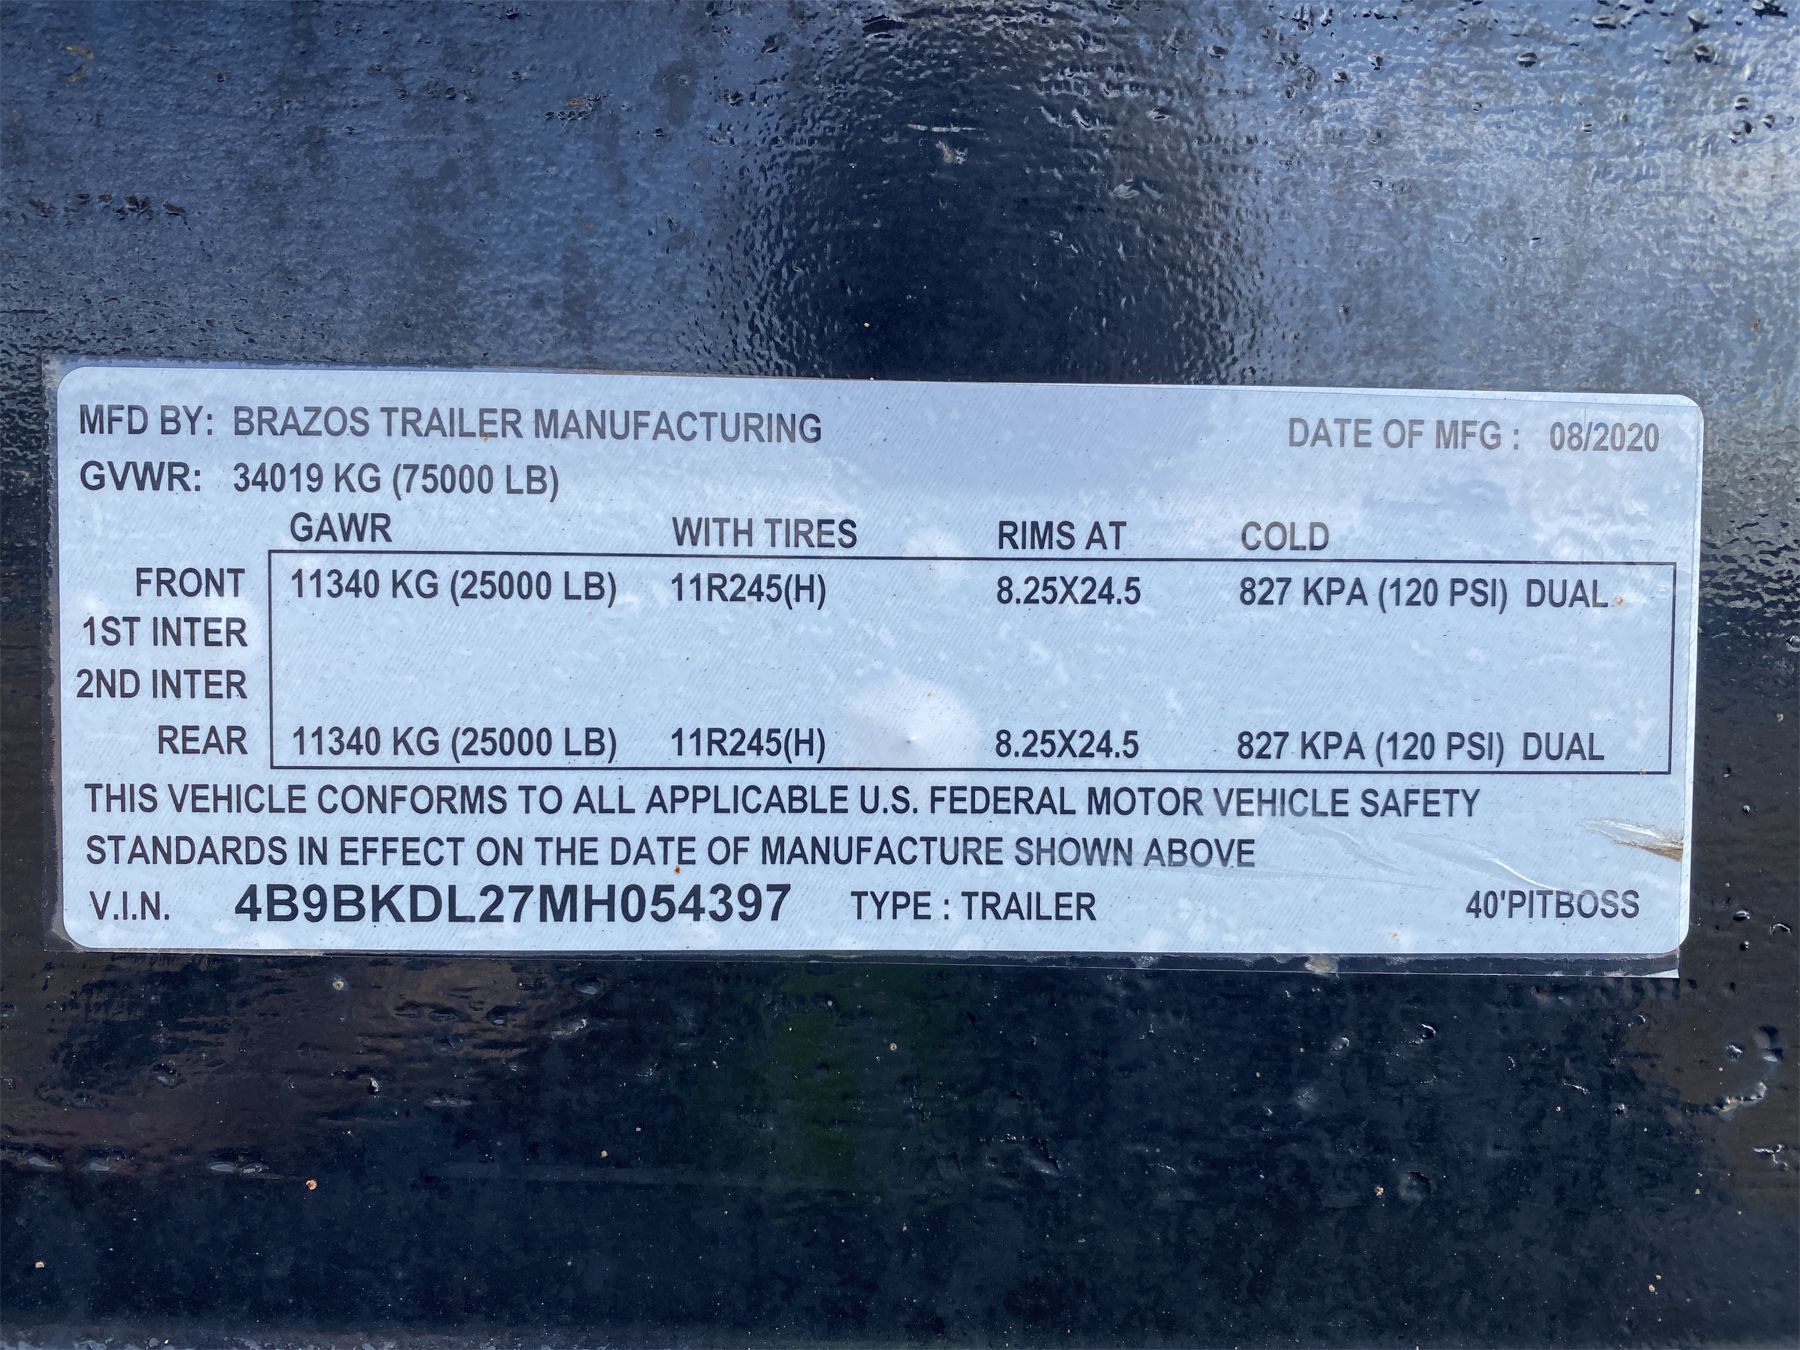 MFD BY: BRAZOS TRAILER MANUFACTURING DATE OF MFG : 08/2020
GVWR: 34019 KG (75000 LB)
GAWR WITH TIRES RIMS AT COLD
FRONT 11340 KG (25000 LB) 11R245(H) 8.25X24.5 827 KPA (120 PSI) DUAL
1ST INTER
2ND INTER
REAR 11340 KG (25000 LB) 11R245(H) 8.25X24.5 827 KPA (120 PSI) DUAL
THIS VEHICLE CONFORMS TO ALL APPLICABLE U.S. FEDERAL MOTOR VEHICLE SAFETY
STANDARDS IN EFFECT ON THE DATE OF MANUFACTURE SHOWN ABOVE
V.I.N. 4B9BKDL27MH054397 TYPE : TRAILER 40'PITBOSS